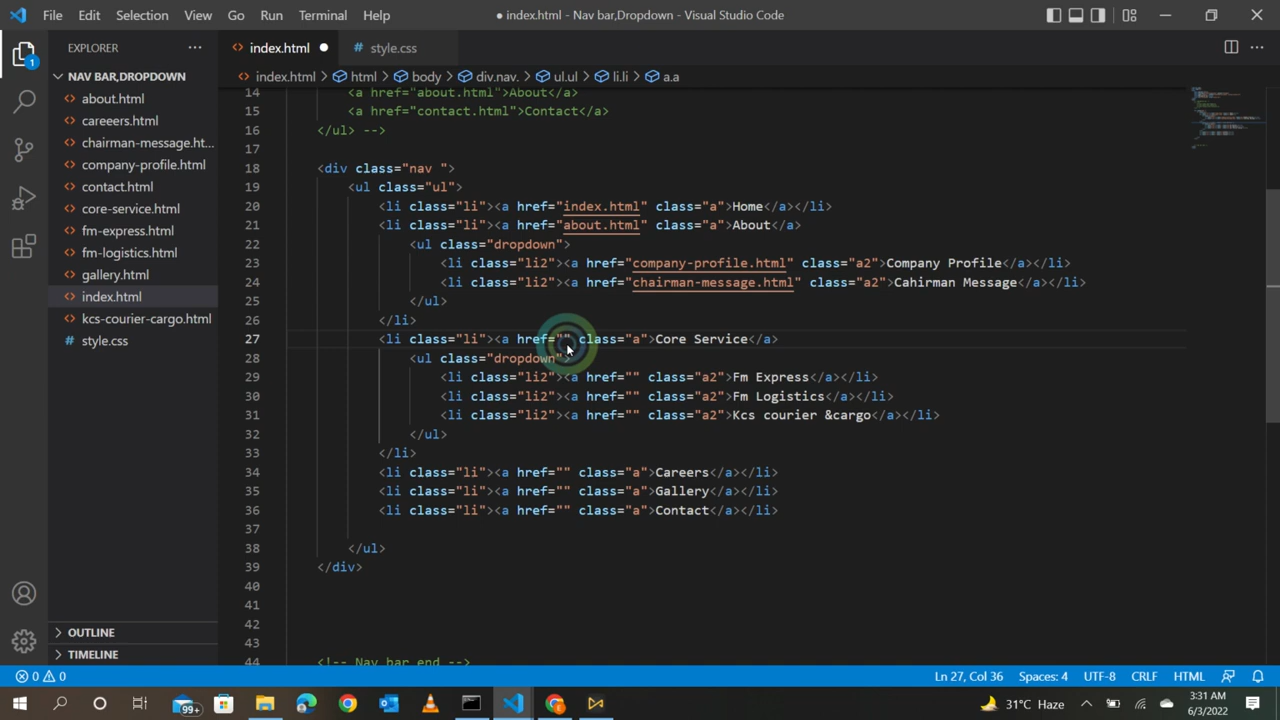 File Edit Selection View Go Run Terminal Help
● index.html - Nav bar,Dropdown - Visual Studio Code
EXPLORER
index.html
# style.css
1
NAV BAR,DROPDOWN
index.html > html > body > div.nav. > ul.ul > li.li > a.a
about.html
careeers.html
chairman-message.ht...
company-profile.html
contact.html
core-service.html
fm-express.html
fm-logistics.html
gallery.html
index.html
kcs-courier-cargo.html
# style.css
OUTLINE
TIMELINE
14 <a href="about.html">About</a>
15 <a href="contact.html">Contact</a>
16 </ul> -->
17
18 <div class="nav ">
19 <ul class="ul">
20 <li class="li"><a href="index.html" class="a">Home</a></li>
21 <li class="li"><a href="about.html" class="a">About</a>
22 <ul class="dropdown">
23 <li class="li2"><a href="company-profile.html" class="a2">Company Profile</a></li>
24 <li class="li2"><a href="chairman-message.html" class="a2">Cahirman Message</a></li>
25 </ul>
26 </li>
27 <li class="li"><a href="" class="a">Core Service</a>
28 <ul class="dropdown">
29 <li class="li2"><a href="" class="a2">Fm Express</a></li>
30 <li class="li2"><a href="" class="a2">Fm Logistics</a></li>
31 <li class="li2"><a href="" class="a2">Kcs courier &cargo</a></li>
32 </ul>
33 </li>
34 <li class="li"><a href="" class="a">Careers</a></li>
35 <li class="li"><a href="" class="a">Gallery</a></li>
36 <li class="li"><a href="" class="a">Contact</a></li>
37
38 </ul>
39 </div>
40
41
42
43
44 <!-- Nav bar end -->
0 0
Ln 27, Col 36 Spaces: 4 UTF-8 CRLF HTML
99+
31°C Haze
3:31 AM
6/3/2022